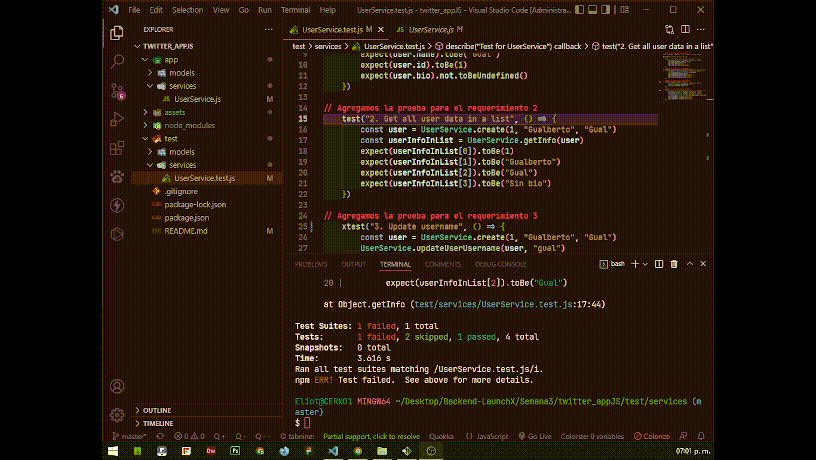 File Edit Selection View Go Run Terminal Help
UserService.test.js - twitter_appJS - Visual Studio Code [Administra...
EXPLORER
TWITTER_APPJS
app
models
services
UserService.js M
assets
node_modules
test
models
services
UserService.test.js M
.gitignore
package-lock.json
package.json
README.md
OUTLINE
TIMELINE
UserService.test.js M
UserService.js M
test > services > UserService.test.js > describe("Test for UserService") callback > test("2. Get all user data in a list"
9 expect(user.name).toBe("Gual")
10 expect(user.id).toBe(1)
11 expect(user.bio).not.toBeUndefined()
12 })
13
14 // Agregamos la prueba para el requerimiento 2
15 test("2. Get all user data in a list", () => {
16 const user = UserService.create(1, "Gualberto", "Gual")
17 const userInfoInList = UserService.getInfo(user)
18 expect(userInfoInList[0]).toBe(1)
19 expect(userInfoInList[1]).toBe("Gualberto")
20 expect(userInfoInList[2]).toBe("Gual")
21 expect(userInfoInList[3]).toBe("Sin bio")
22 })
23
24 // Agregamos la prueba para el requerimiento 3
25 xtest("3. Update username", () => {
26 const user = UserService.create(1, "Gualberto", "Gual")
27 UserService.updateUserUsername(user, "gual")
PROBLEMS OUTPUT TERMINAL COMMENTS DEBUG CONSOLE
bash
20 | expect(userInfoInList[2]).toBe("Gual")
at Object.getInfo (test/services/UserService.test.js:17:44)
Test Suites: 1 failed, 1 total
Tests: 1 failed, 2 skipped, 1 passed, 4 total
Snapshots: 0 total
Time: 3.616 s
Ran all test suites matching /UserService.test.js/i.
npm ERR! Test failed. See above for more details.
Eliot@CERN01 MINGW64 ~/Desktop/Backend-LaunchX/Semana3/twitter_appJS/test/services (m
aster)
$
master* 0 0 Q+ Q- Q-- tabnine: Partial support, click to resolve Quokka {} JavaScript Go Live Colorize: 0 variables Colorize
07:01 p. m.